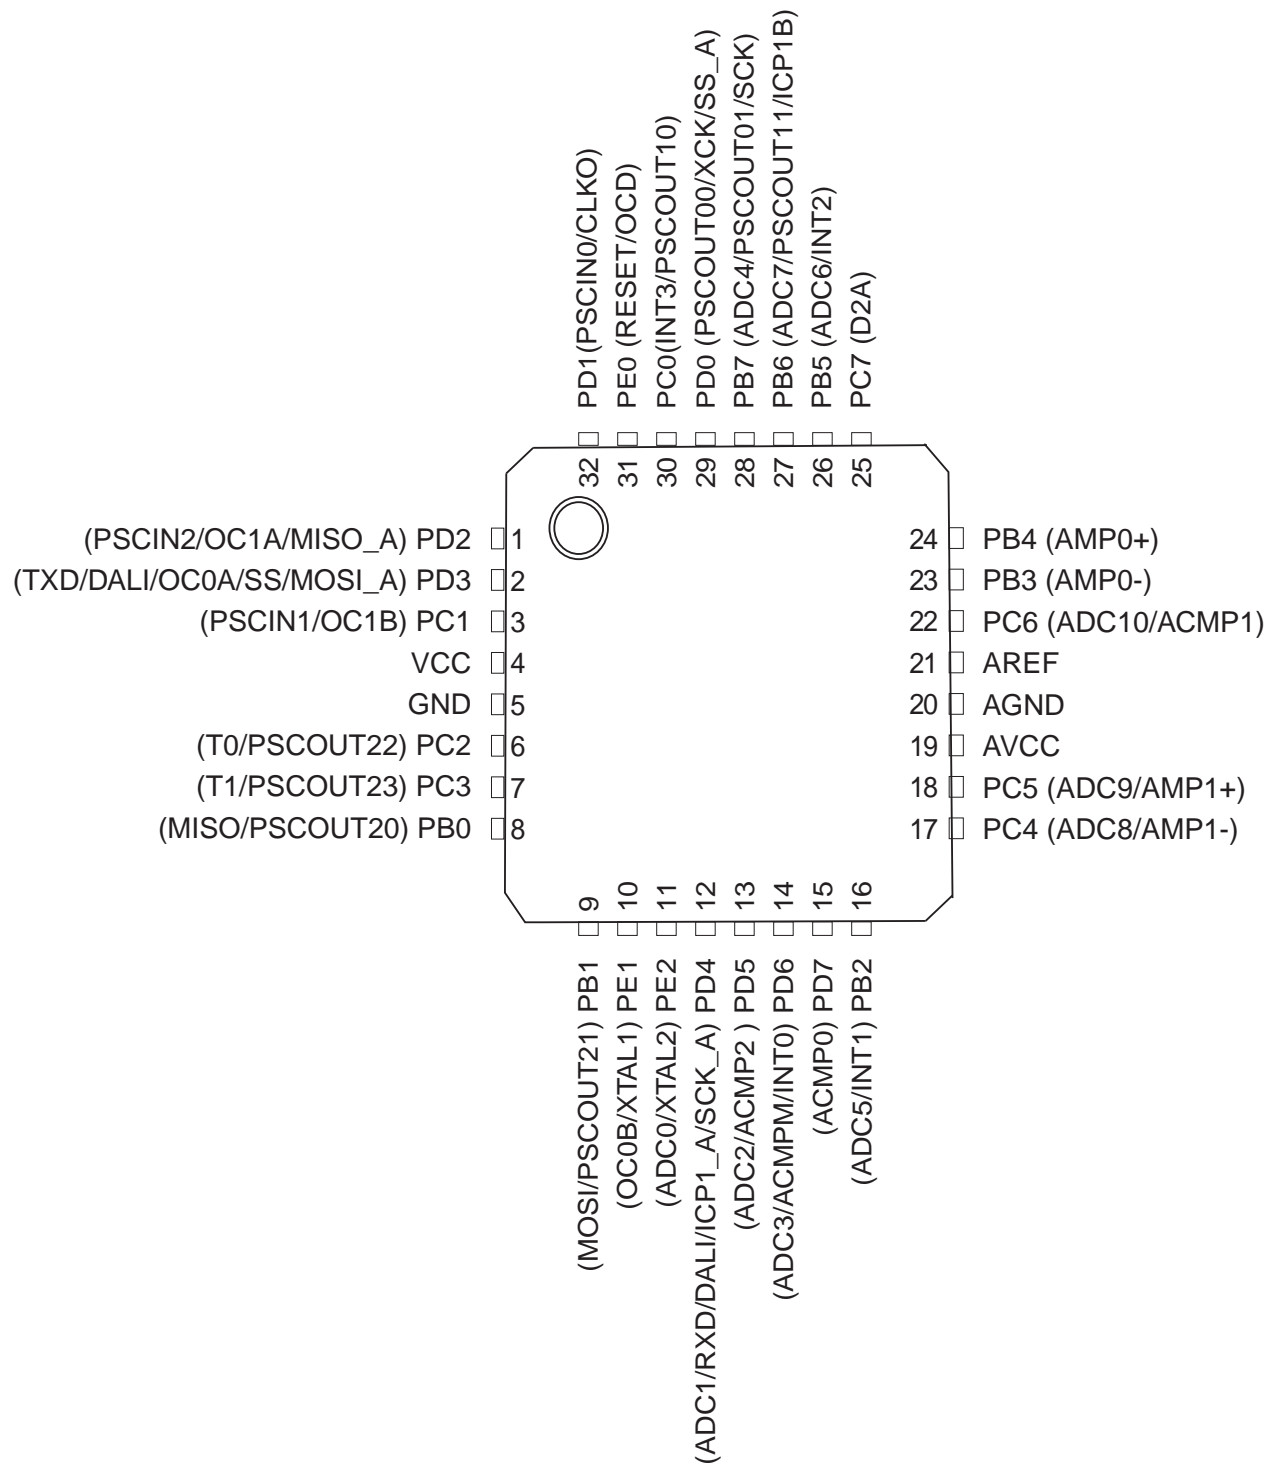 PD1(PSCIN0/CLKO)
PE0 (RESET/OCD)
PC0(INT3/PSCOUT10)
PD0 (PSCOUT00/XCK/SS_A)
PB7 (ADC4/PSCOUT01/SCK)
PB6 (ADC7/PSCOUT11/ICP1B)
PB5 (ADC6/INT2)
PC7 (D2A)
32
31
30
29
28
27
26
25
(PSCIN2/OC1A/MISO_A) PD2 1
(TXD/DALI/OC0A/SS/MOSI_A) PD3 2
(PSCIN1/OC1B) PC1 3
VCC 4
GND 5
(T0/PSCOUT22) PC2 6
(T1/PSCOUT23) PC3 7
(MISO/PSCOUT20) PB0 8
24 PB4 (AMP0+)
23 PB3 (AMP0-)
22 PC6 (ADC10/ACMP1)
21 AREF
20 AGND
19 AVCC
18 PC5 (ADC9/AMP1+)
17 PC4 (ADC8/AMP1-)
9
10
11
12
13
14
15
16
(MOSI/PSCOUT21) PB1
(OC0B/XTAL1) PE1
(ADC0/XTAL2) PE2
(ADC1/RXD/DALI/ICP1_A/SCK_A) PD4
(ADC2/ACMP2 ) PD5
(ADC3/ACMPM/INT0) PD6
(ACMP0) PD7
(ADC5/INT1) PB2